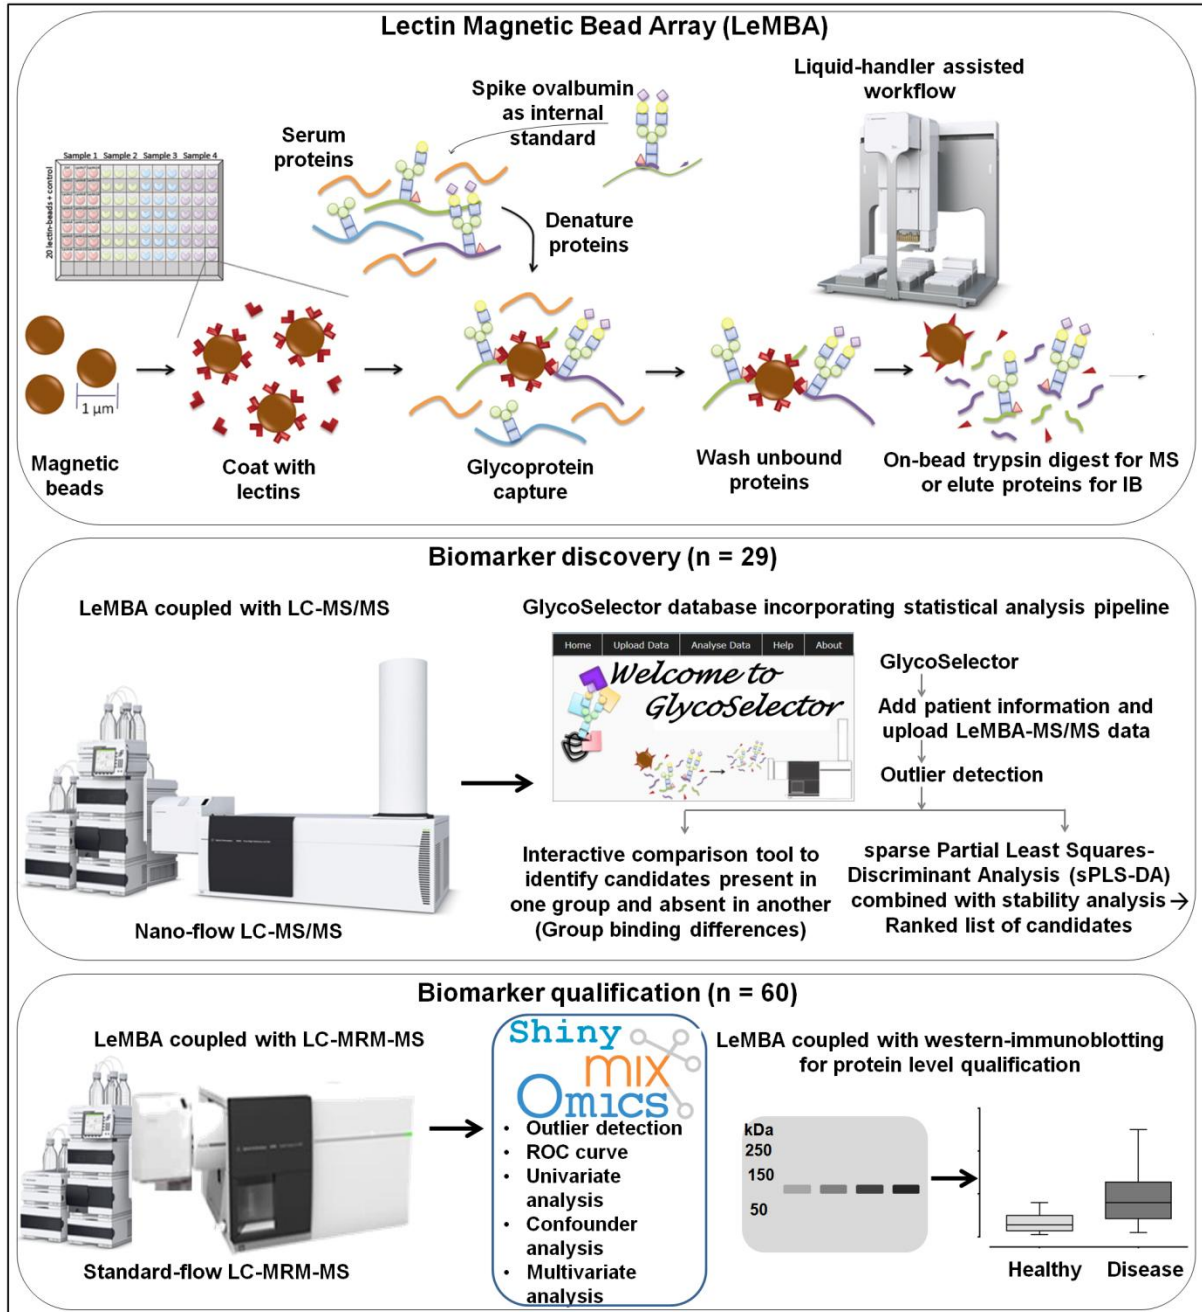 Lectin Magnetic Bead Array (LeMBA)
Spike ovalbumin
as internal
standard
Liquid-handler assisted
workflow
Serum
proteins
Sample 1 Sample 2 Sample 3 Sample 4
20 lectin-beads + control
Denature
proteins
1 µm
Magnetic
beads
Coat with
lectins
Glycoprotein
capture
Wash unbound
proteins
On-bead trypsin digest for MS
or elute proteins for IB
Biomarker discovery (n = 29)
LeMBA coupled with LC-MS/MS
GlycoSelector database incorporating statistical analysis pipeline
Home Upload Data Analyse Data Help About
Welcome to
GlycoSelector
GlycoSelector
Add patient information and
upload LeMBA-MS/MS data
Outlier detection
Interactive comparison tool to
identify candidates present in
one group and absent in another
(Group binding differences)
sparse Partial Least Squares-
Discriminant Analysis (sPLS-DA)
combined with stability analysis →
Ranked list of candidates
Nano-flow LC-MS/MS
Biomarker qualification (n = 60)
LeMBA coupled with LC-MRM-MS
Shiny
mix
Omics
• Outlier detection
• ROC curve
• Univariate
analysis
• Confounder
analysis
• Multivariate
analysis
Standard-flow LC-MRM-MS
LeMBA coupled with western-immunoblotting
for protein level qualification
kDa
250
150
50
Healthy Disease